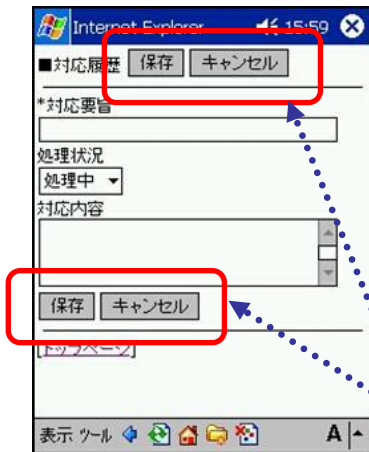 Internet Explorer 15:59
■対応履歴 保存 キャンセル
*対応要旨
処理状況
処理中
対応内容
保存 キャンセル
[トップページ]
表示 ツール A